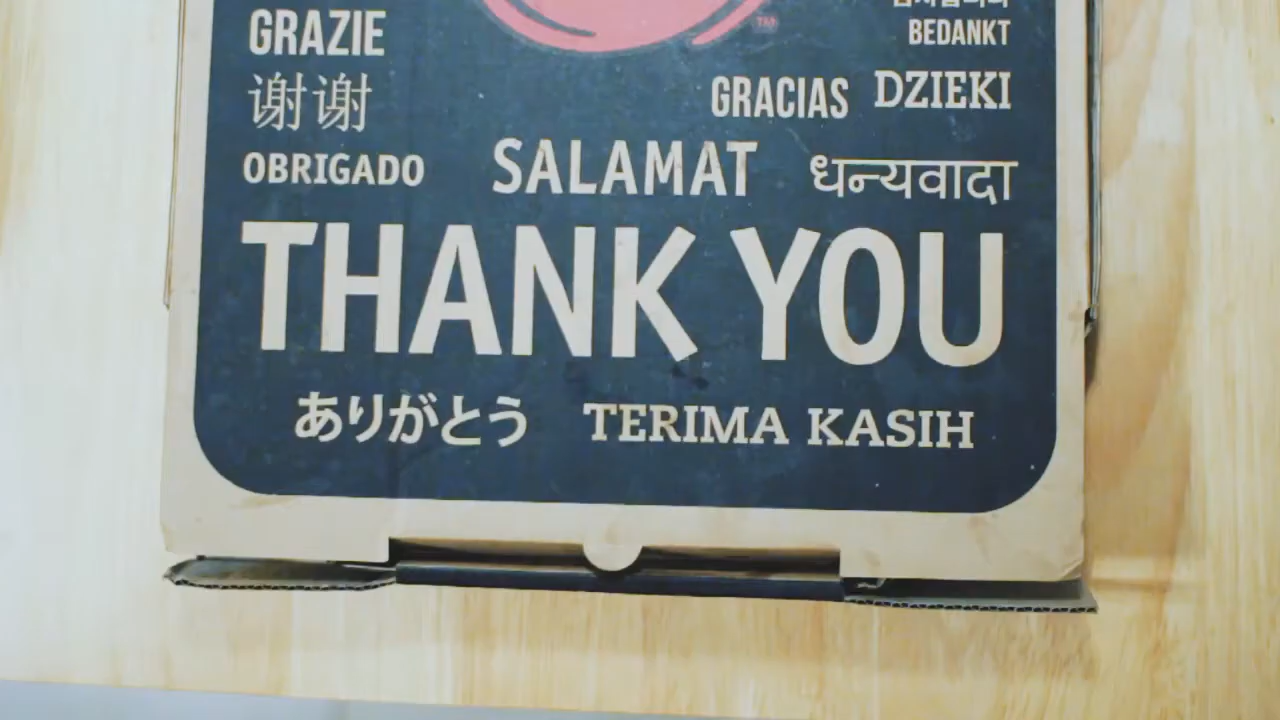 GRAZIE
BEDANKT
谢谢
GRACIAS
DZIEKI
OBRIGADO
SALAMAT
धन्यवादा
THANK YOU
ありがとう
TERIMA KASIH
TM